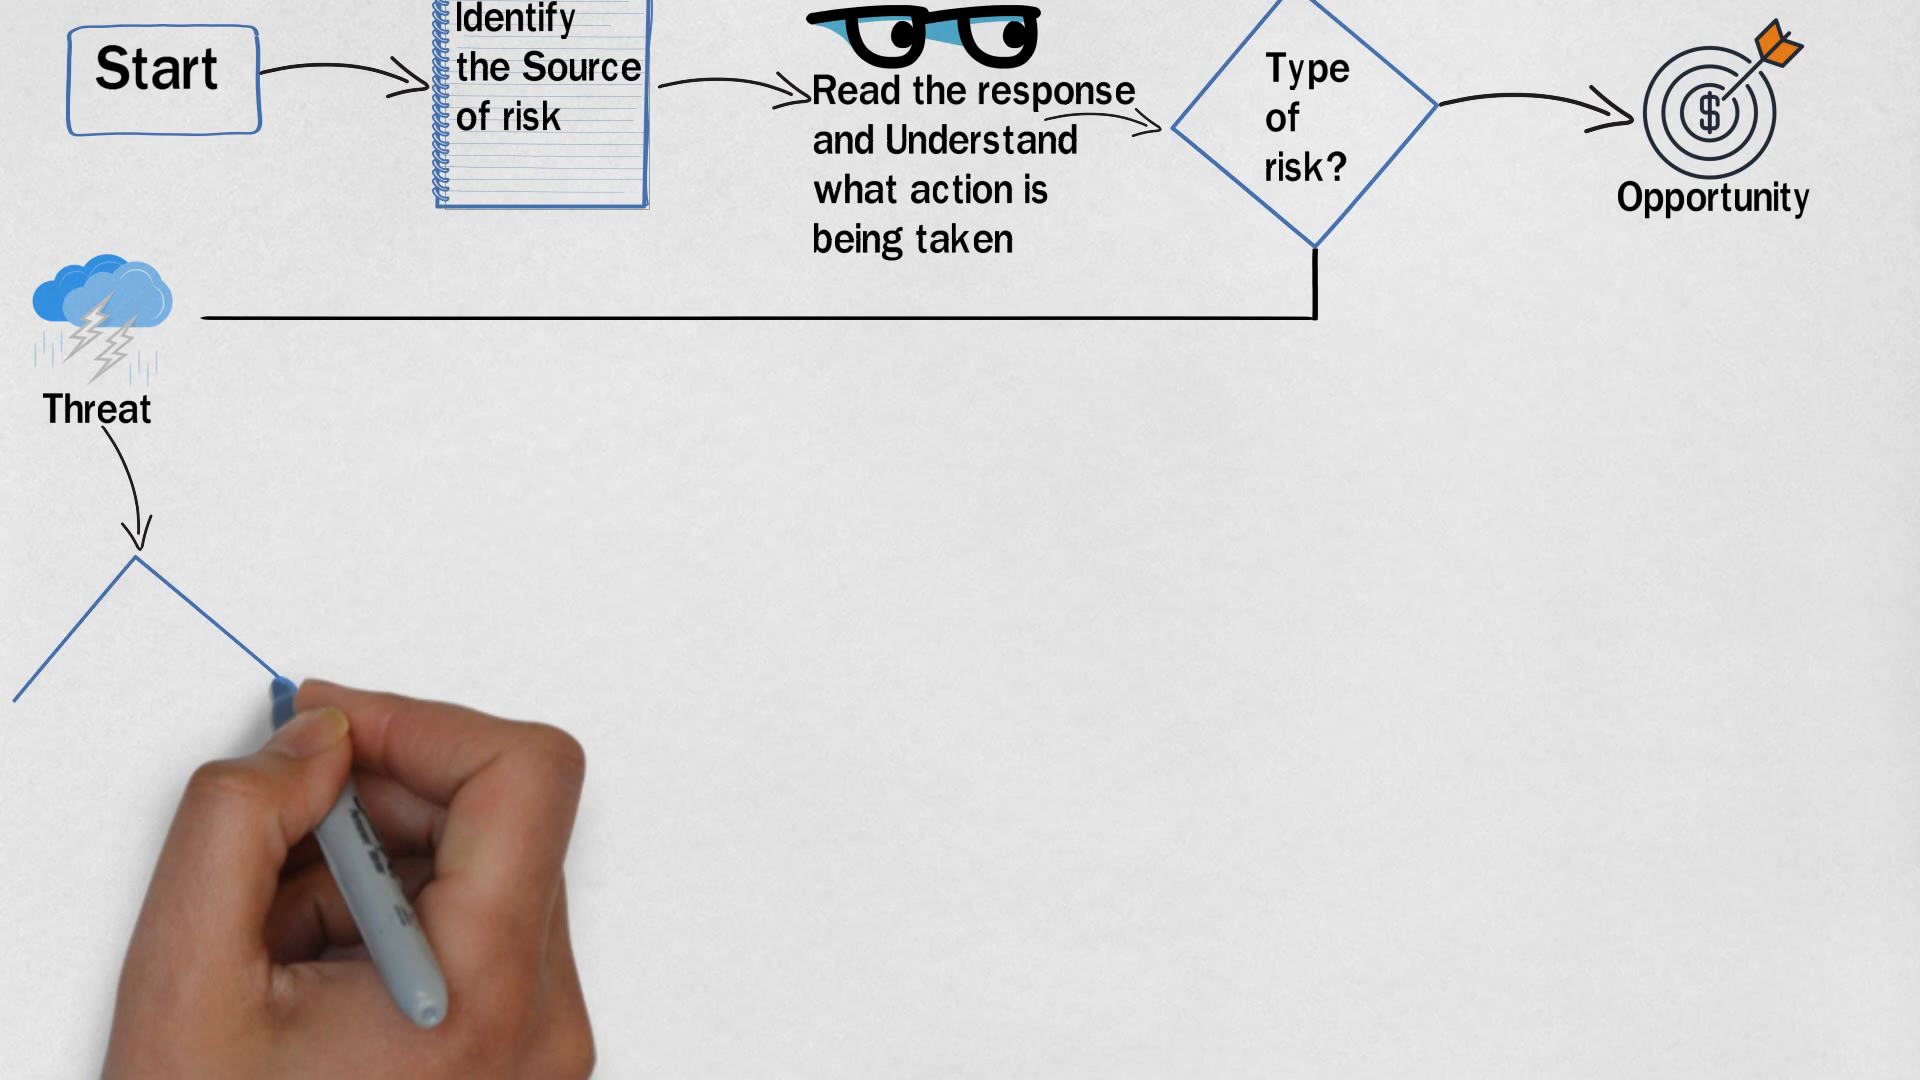 Start
Identify
the Source
of risk
Read the response
and Understand
what action is
being taken
Type
of
risk?
$
Opportunity
Threat